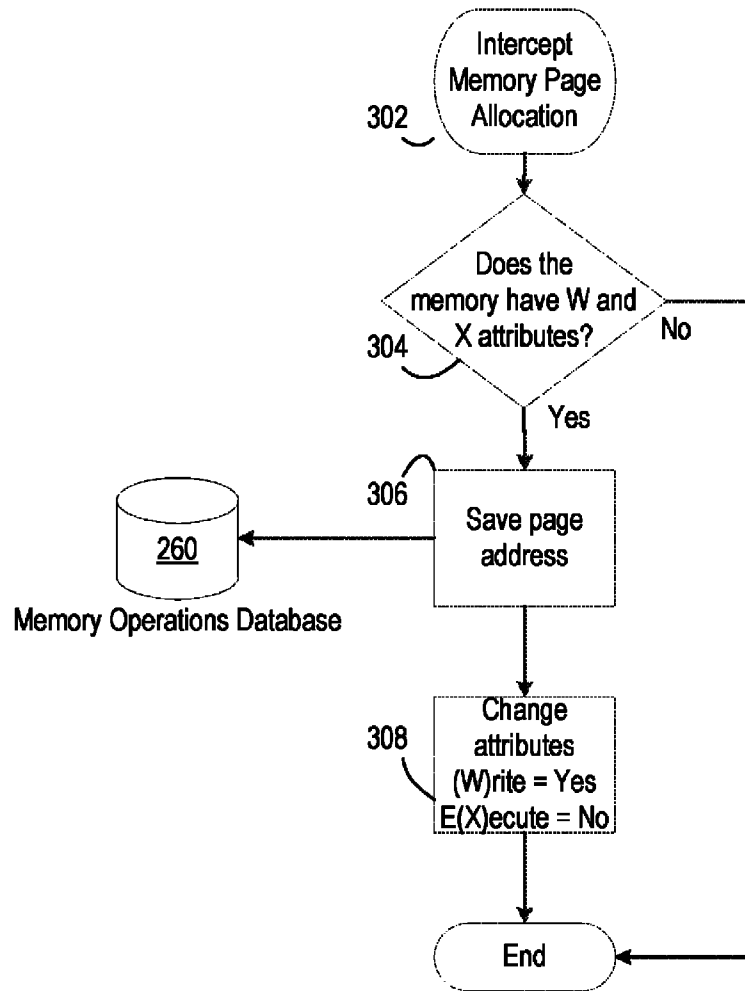 Intercept
Memory Page
Allocation
302
Does the
memory have W and
X attributes?
No
304
Yes
306
Save page
address
260
Memory Operations Database
Change
attributes
(W)rite = Yes
E(X)ecute = No
308
End